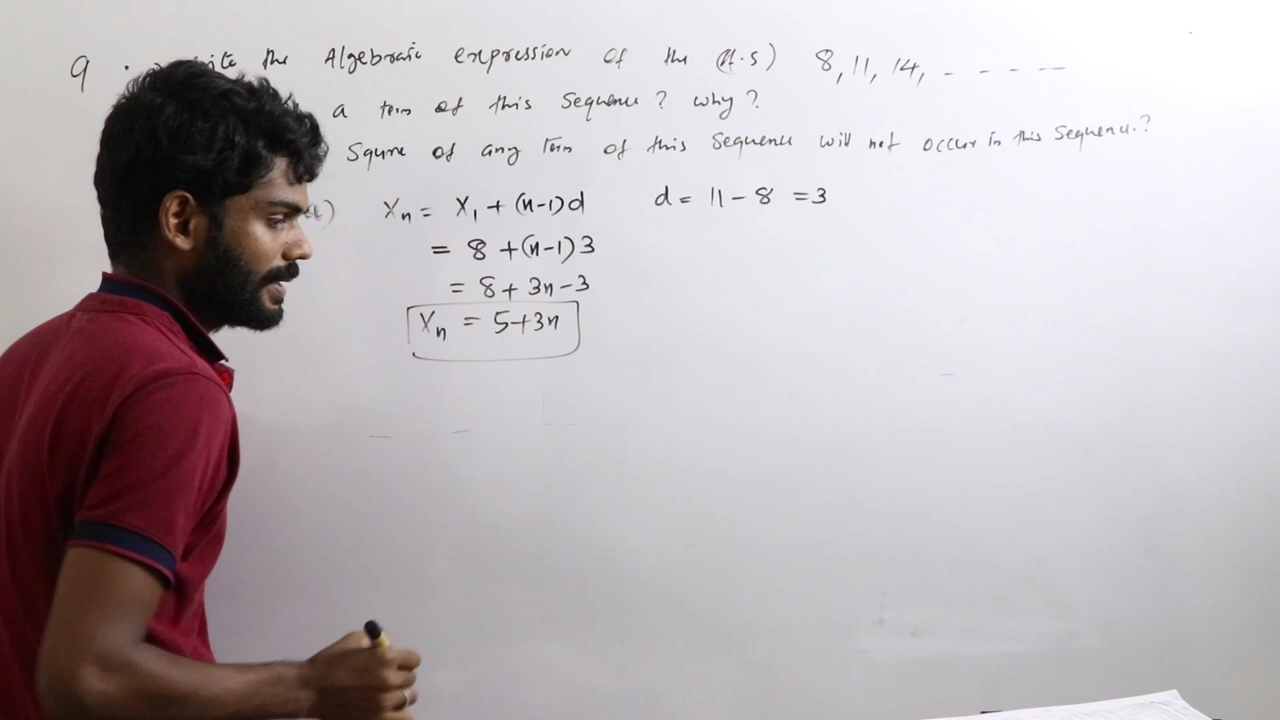 9. the Algebraic expression of the (A.S) 8, 11, 14, - - - -
a term of this Sequence? why?
Squre of any Term of this Sequence will not occur in this Sequence.?
a) Xn = X1 + (n-1)d d = 11 - 8 = 3
= 8 + (n-1) 3
= 8 + 3n - 3
Xn = 5+3n